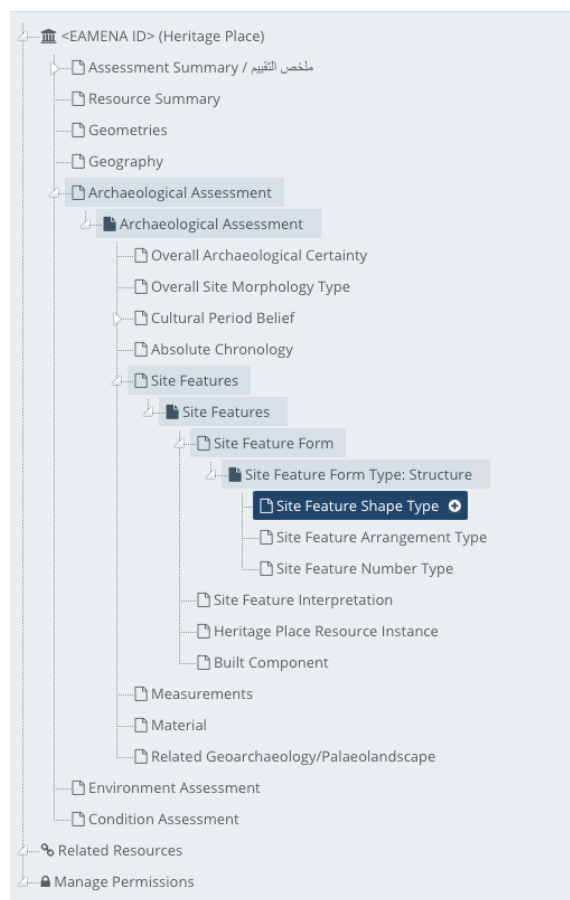 <EAMENA ID> (Heritage Place)
Assessment Summary / ملخص التقييم
Resource Summary
Geometries
Geography
Archaeological Assessment
Archaeological Assessment
Overall Archaeological Certainty
Overall Site Morphology Type
Cultural Period Belief
Absolute Chronology
Site Features
Site Features
Site Feature Form
Site Feature Form Type: Structure
Site Feature Shape Type
Site Feature Arrangement Type
Site Feature Number Type
Site Feature Interpretation
Heritage Place Resource Instance
Built Component
Measurements
Material
Related Geoarchaeology/Palaeolandscape
Environment Assessment
Condition Assessment
Related Resources
Manage Permissions